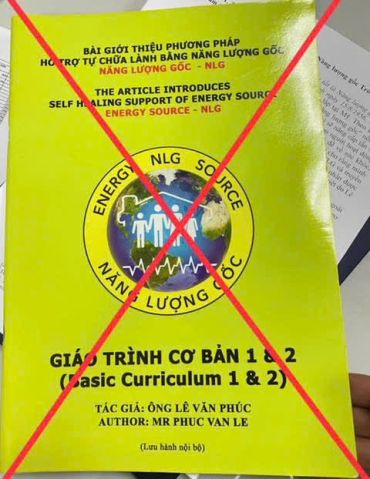 BÀI GIỚI THIỆU PHƯƠNG PHÁP
HỖ TRỢ TỰ CHỮA LÀNH BẰNG NĂNG LƯỢNG GỐC
NĂNG LƯỢNG GỐC - NLG
THE ARTICLE INTRODUCES
SELF HEALING SUPPORT OF ENERGY SOURCE
ENERGY SOURCE - NLG
ENERGY NLG SOURCE
NĂNG LƯỢNG GỐC
GIÁO TRÌNH CƠ BẢN 1 & 2
(Basic Curriculum 1 & 2)
TÁC GIẢ: ÔNG LÊ VĂN PHÚC
AUTHOR: MR PHUC VAN LE
(Lưu hành nội bộ)